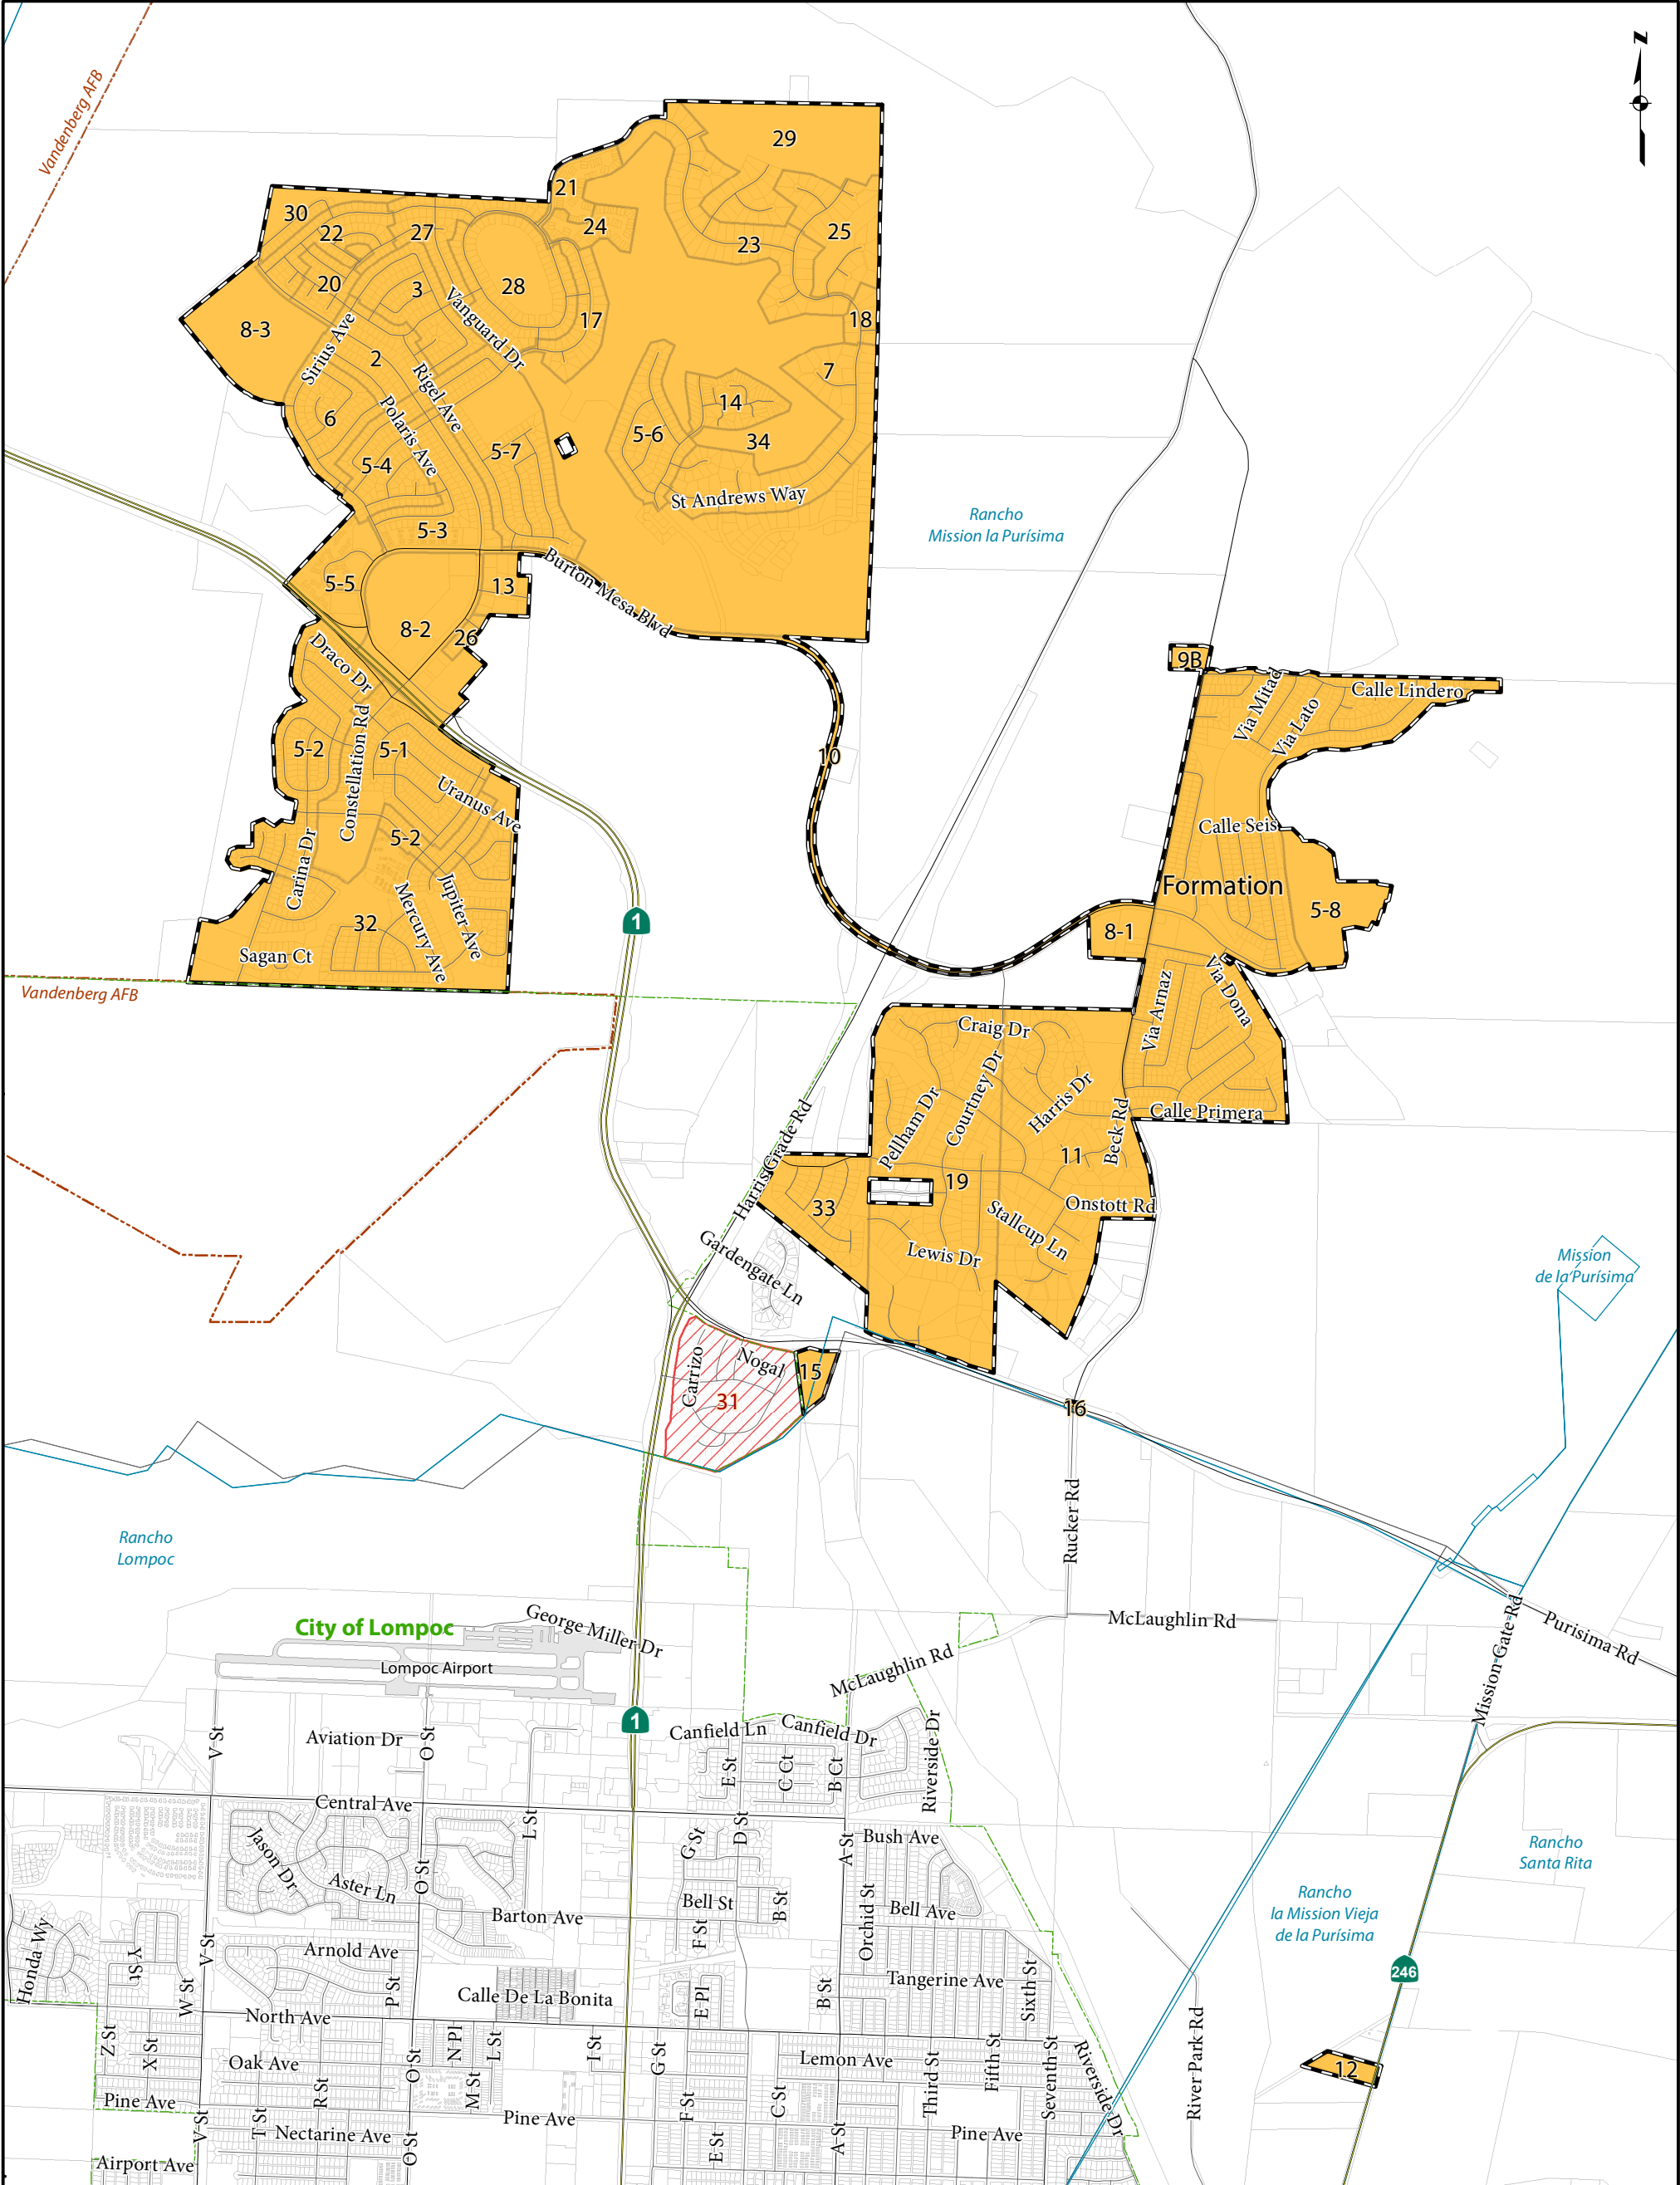 N
Vandenberg AFB
29
21
30
24
22
27
25
23
20
3
28
Vanguard Dr
17
18
8-3
Sirius Ave
2
7
Rigel Ave
14
6
Polaris Ave
5-6
34
5-7
5-4
St Andrews Way
Rancho
Mission la Purísima
5-3
5-5
13
Burton Mesa Blvd
8-2
26
Draco Dr
9B
Via Mitad
Calle Lindero
Via Lato
5-2
Constellation Rd
5-1
10
Uranus Ave
5-2
Calle Seis
Carina Dr
Formation
Mercury Ave
Jupiter Ave
5-8
32
1
8-1
Sagan Ct
Vandenberg AFB
Via Arnaz
Via Dona
Craig Dr
Courtney Dr
Harris Dr
Pellham Dr
Beck Rd
Calle Primera
Harris Grade Rd
11
19
33
Onstott Rd
Stallcup Ln
Lewis Dr
Gardengate Ln
Mission
de la Purísima
Carrizo
Nogal
15
31
16
Rucker Rd
Rancho
Lompoc
City of Lompoc
George Miller Dr
McLaughlin Rd
Mission Gate Rd
Purisima Rd
Lompoc Airport
McLaughlin Rd
1
V St
Aviation Dr
O St
Canfield Ln
Canfield Dr
E St
C Ct
B Ct
Riverside Dr
Central Ave
L St
G St
D St
A St
Bush Ave
Jason Dr
Aster Ln
O St
Rancho
Santa Rita
Bell St
B St
Orchid St
Bell Ave
Rancho
la Mission Vieja
de la Purísima
Barton Ave
F St
Honda Wy
Y St
V St
Arnold Ave
W St
P St
Calle De La Bonita
E Pl
B St
Tangerine Ave
Sixth St
246
North Ave
Z St
X St
Oak Ave
O St
N Pl
L St
I St
G St
Lemon Ave
Third St
Fifth St
Seventh St
Riverside Dr
River Park Rd
12
Pine Ave
R St
M St
F St
C St
V St
T St
Nectarine Ave
Pine Ave
O St
E St
A St
Pine Ave
Airport Ave